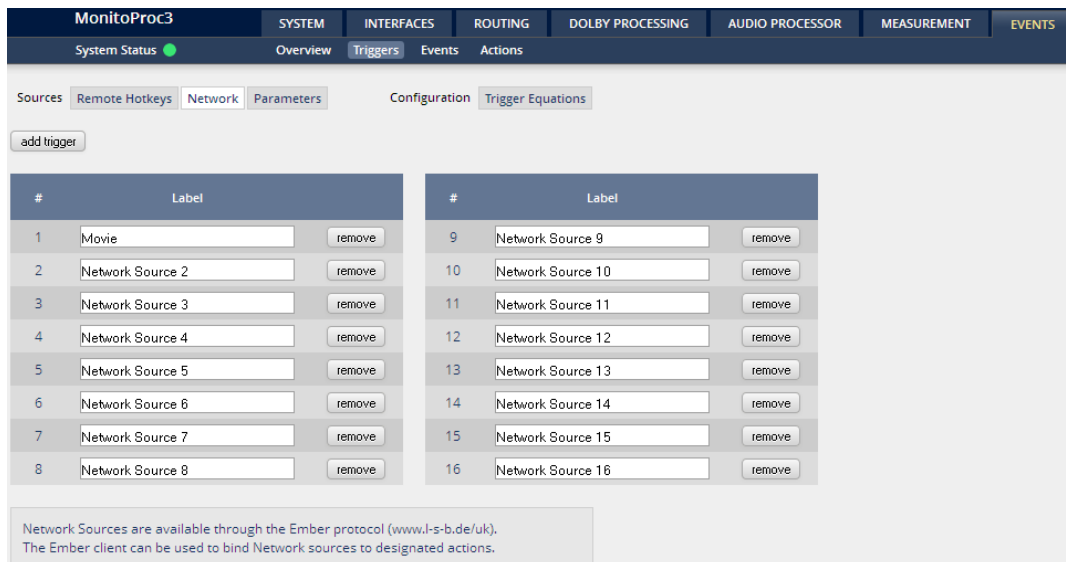 MonitoProc3 SYSTEM INTERFACES ROUTING DOLBY PROCESSING AUDIO PROCESSOR MEASUREMENT EVENTS
System Status Overview Triggers Events Actions
Sources Remote Hotkeys Network Parameters Configuration Trigger Equations
add trigger
# Label # Label
1 Movie remove 9 Network Source 9 remove
2 Network Source 2 remove 10 Network Source 10 remove
3 Network Source 3 remove 11 Network Source 11 remove
4 Network Source 4 remove 12 Network Source 12 remove
5 Network Source 5 remove 13 Network Source 13 remove
6 Network Source 6 remove 14 Network Source 14 remove
7 Network Source 7 remove 15 Network Source 15 remove
8 Network Source 8 remove 16 Network Source 16 remove
Network Sources are available through the Ember protocol (www.l-s-b.de/uk).
The Ember client can be used to bind Network sources to designated actions.